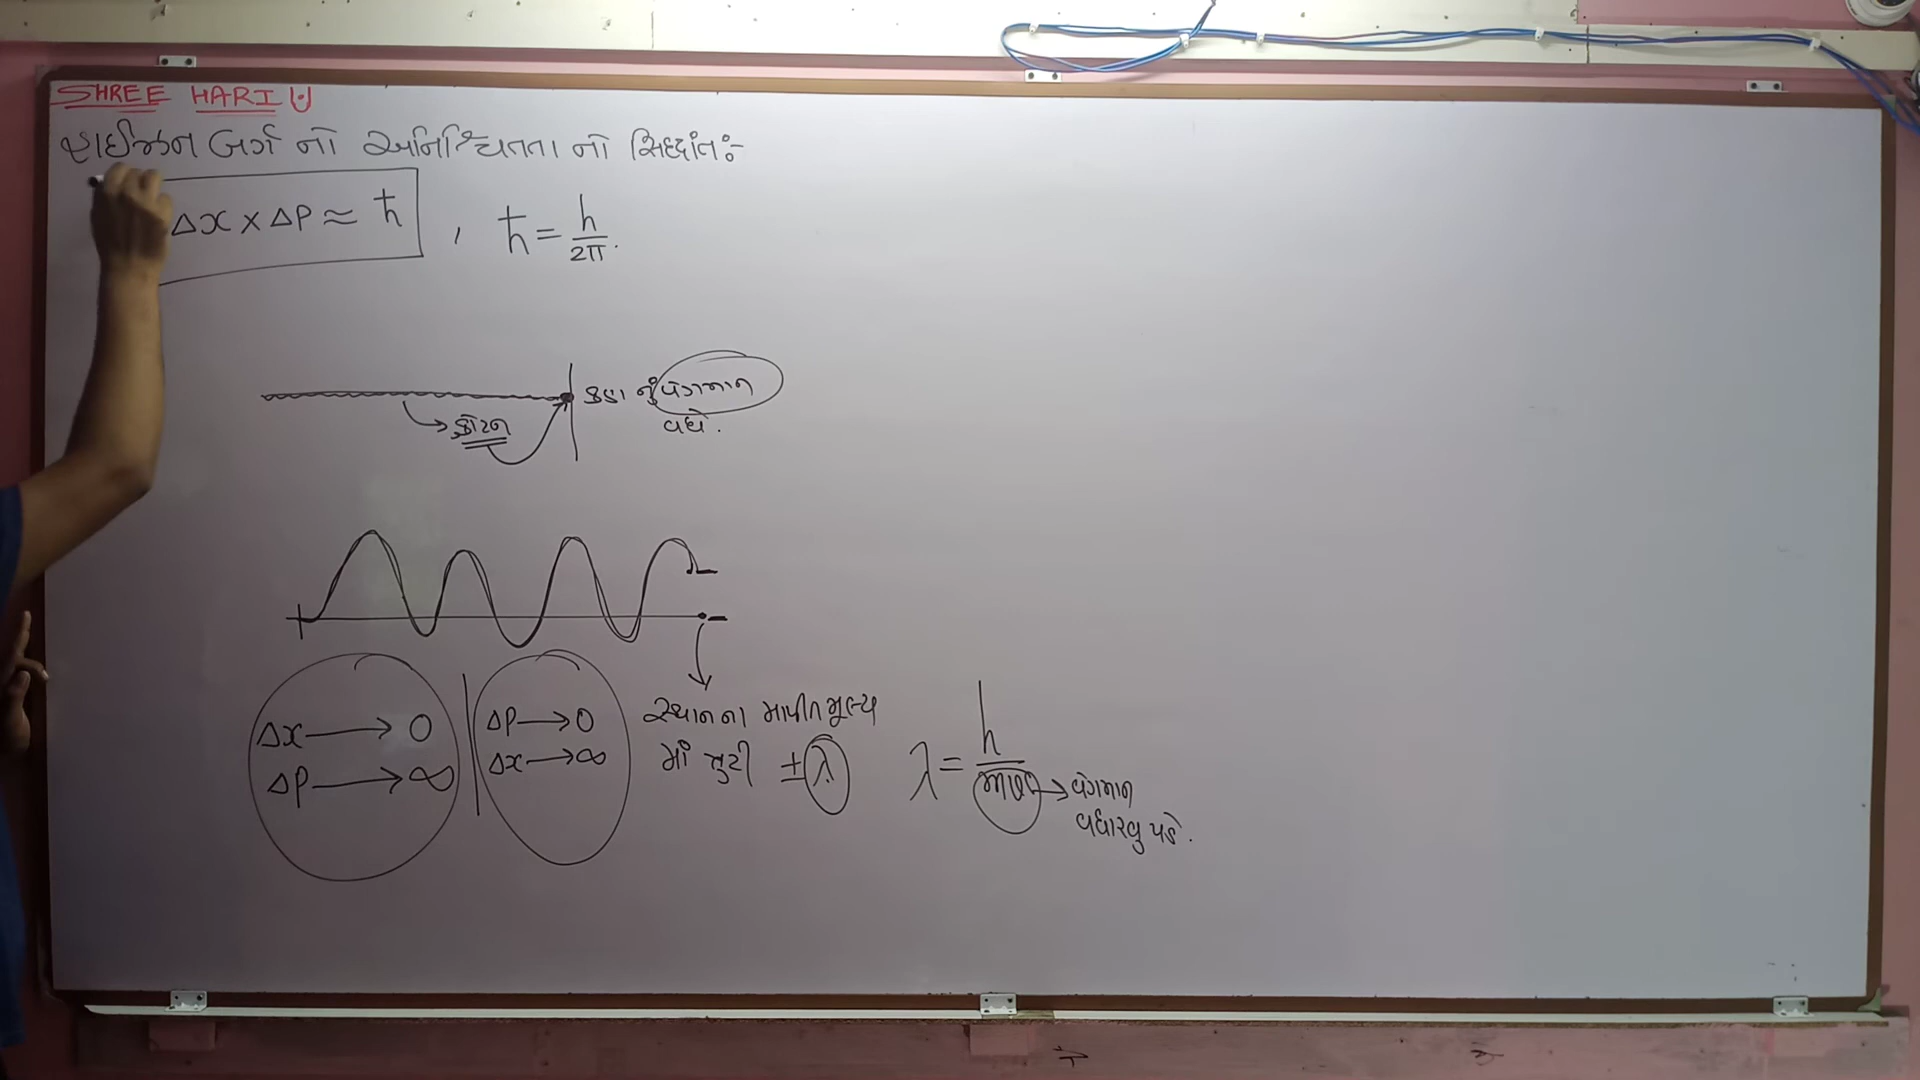 SHREE HARI
હાઈઝન બર્ગ નો અનિશ્ચિતતા નો સિદ્ધાંત:-
Δx × Δp ≈ ħ , ħ = h/2π.
કણ નું વેગમાન
વધે.
ફોટોન
Δx → 0
Δp → ∞
Δp → 0
Δx → ∞
સ્થાનના માપીત મૂલ્ય
માં ત્રુટી ± λ
λ = h/mv → વેગમાન
વધારવુ પડે.